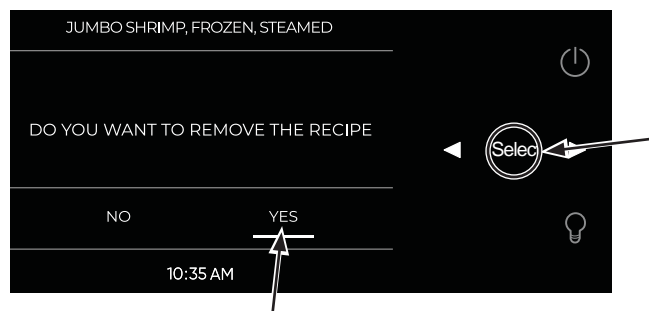 JUMBO SHRIMP, FROZEN, STEAMED
DO YOU WANT TO REMOVE THE RECIPE
Selec
NO YES
10:35 AM